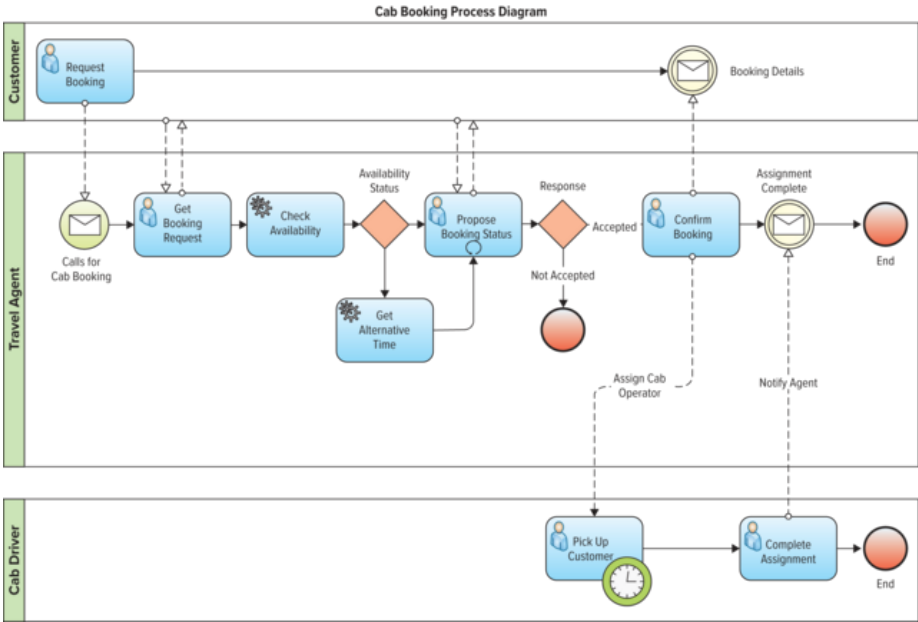 Cab Booking Process Diagram
Customer
Request
Booking
Booking Details
Travel Agent
Calls for
Cab Booking
Get
Booking
Request
Check
Availability
Availability
Status
Get
Alternative
Time
Propose
Booking Status
Response
Accepted
Not Accepted
Confirm
Booking
Assignment
Complete
End
Assign Cab
Operator
Notify Agent
Cab Driver
Pick Up
Customer
Complete
Assignment
End